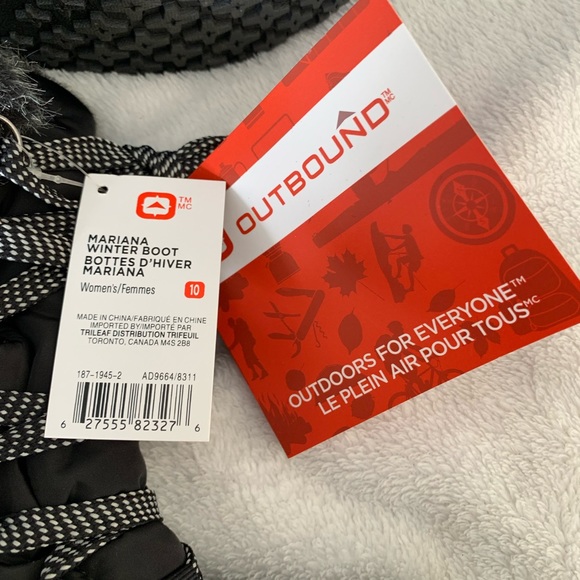 TM
MC
MARIANA
WINTER BOOT
BOTTES D'HIVER
MARIANA
Women's/Femmes 10
MADE IN CHINA/FABRIQUÉ EN CHINE
IMPORTED BY/IMPORTÉ PAR
TRILEAF DISTRIBUTION TRIFEUIL
TORONTO, CANADA M4S 2B8
187-1945-2 AD9664/8311
6 27555 82327 6
OUTBOUND TM MC
OUTDOORS FOR EVERYONE™
LE PLEIN AIR POUR TOUS MC